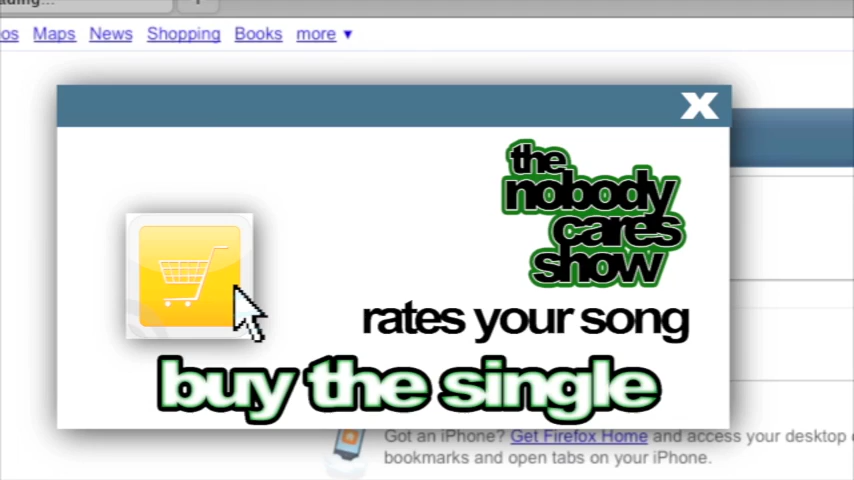 Maps News Shopping Books more ▼
X
the
nobody
cares
show
rates your song
buy the single
Got an iPhone? Get Firefox Home and access your desktop
bookmarks and open tabs on your iPhone.